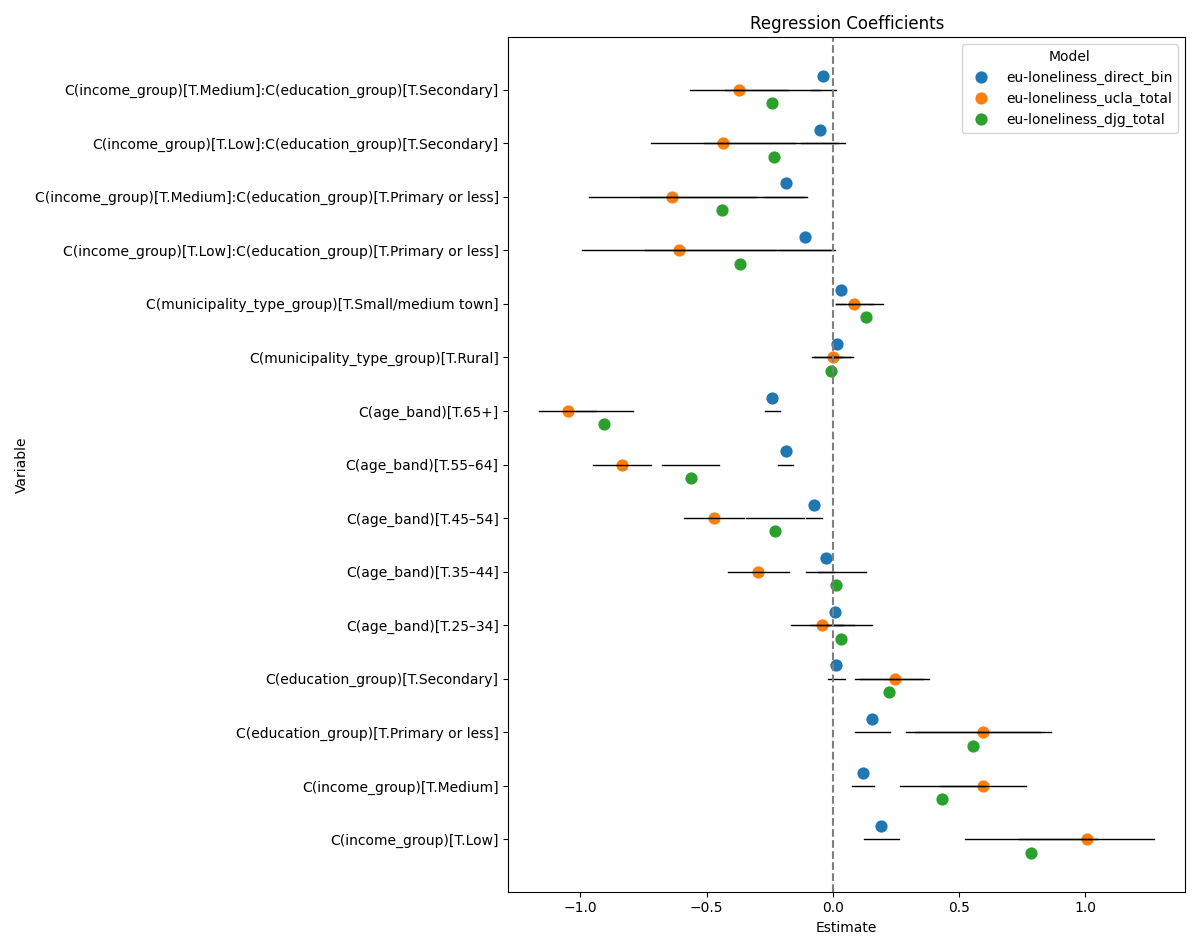 Regression Coefficients
Model
eu-loneliness_direct_bin
eu-loneliness_ucla_total
eu-loneliness_djg_total
Variable
C(income_group)[T.Medium]:C(education_group)[T.Secondary]
C(income_group)[T.Low]:C(education_group)[T.Secondary]
C(income_group)[T.Medium]:C(education_group)[T.Primary or less]
C(income_group)[T.Low]:C(education_group)[T.Primary or less]
C(municipality_type_group)[T.Small/medium town]
C(municipality_type_group)[T.Rural]
C(age_band)[T.65+]
C(age_band)[T.55–64]
C(age_band)[T.45–54]
C(age_band)[T.35–44]
C(age_band)[T.25–34]
C(education_group)[T.Secondary]
C(education_group)[T.Primary or less]
C(income_group)[T.Medium]
C(income_group)[T.Low]
−1.0 −0.5 0.0 0.5 1.0
Estimate